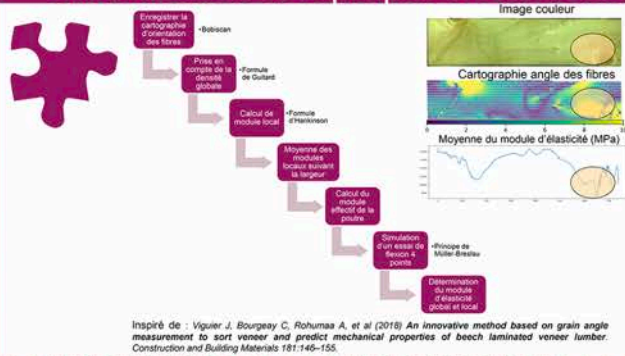 Enregistrer la
cartographie
d'orientation des
fibres
•Bobiscan
Prise en
compte de la
densité
globale
•Formule
de Guitard
Calcul de
module local
•Formule
d'Hankinson
Moyenne des
modules
locaux suivant
la largeur
Calcul du
module
effectif de la
poutre
Simulation
d'un essai de
flexion 4
points
•Principe de
Müller-Breslau
Détermination
du module
d'élasticité
global et local
Image couleur
Cartographie angle des fibres
Moyenne du module d'élasticité (MPa)
Inspiré de : Viguier J, Bourgeay C, Rohumaa A, et al (2018) An innovative method based on grain angle
measurement to sort veneer and predict mechanical properties of beech laminated veneer lumber.
Construction and Building Materials 181:146–155.